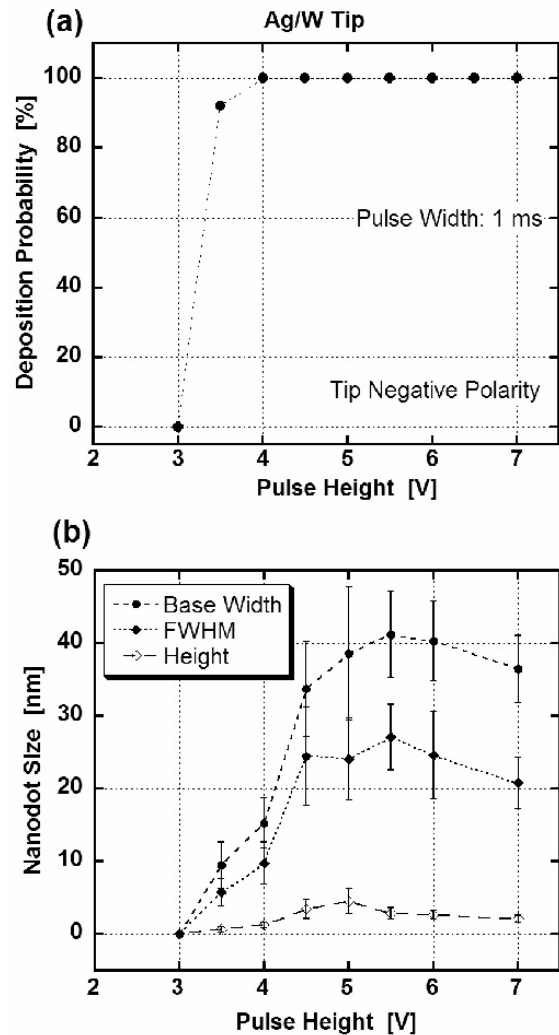 (a)
Ag/W Tip
Deposition Probability [%]
100
80
60
40
20
0
Pulse Width: 1 ms
Tip Negative Polarity
2 3 4 5 6 7
Pulse Height [V]
(b)
Nanodot Size [nm]
50
40
30
20
10
0
Base Width
FWHM
Height
2 3 4 5 6 7
Pulse Height [V]